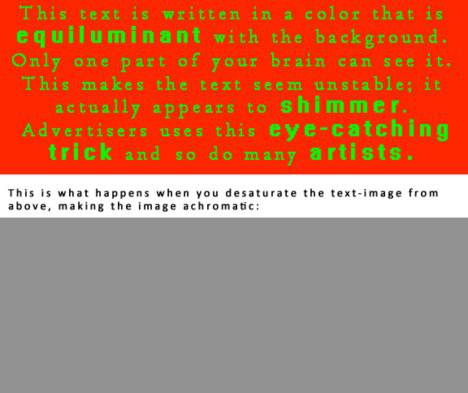 This text is written in a color that is
equiluminant with the background.
Only one part of your brain can see it.
This makes the text seem unstable; it
actually appears to shimmer.
Advertisers uses this eye-catching
trick and so do many artists.
This is what happens when you desaturate the text-image from
above, making the image achromatic: